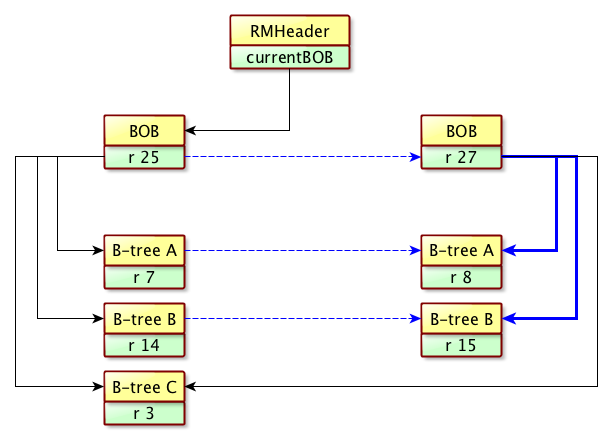 RMHeader
currentBOB
BOB
r 25
BOB
r 27
B-tree A
r 7
B-tree A
r 8
B-tree B
r 14
B-tree B
r 15
B-tree C
r 3